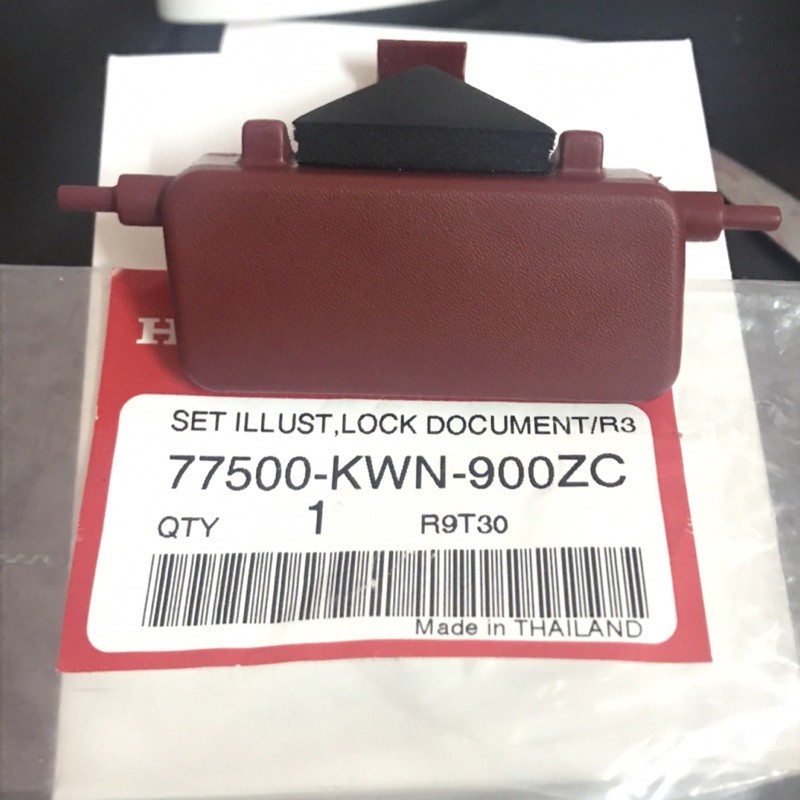 H
SET ILLUST,LOCK DOCUMENT/R3
77500-KWN-900ZC
QTY 1 R9T30
Made in THAILAND